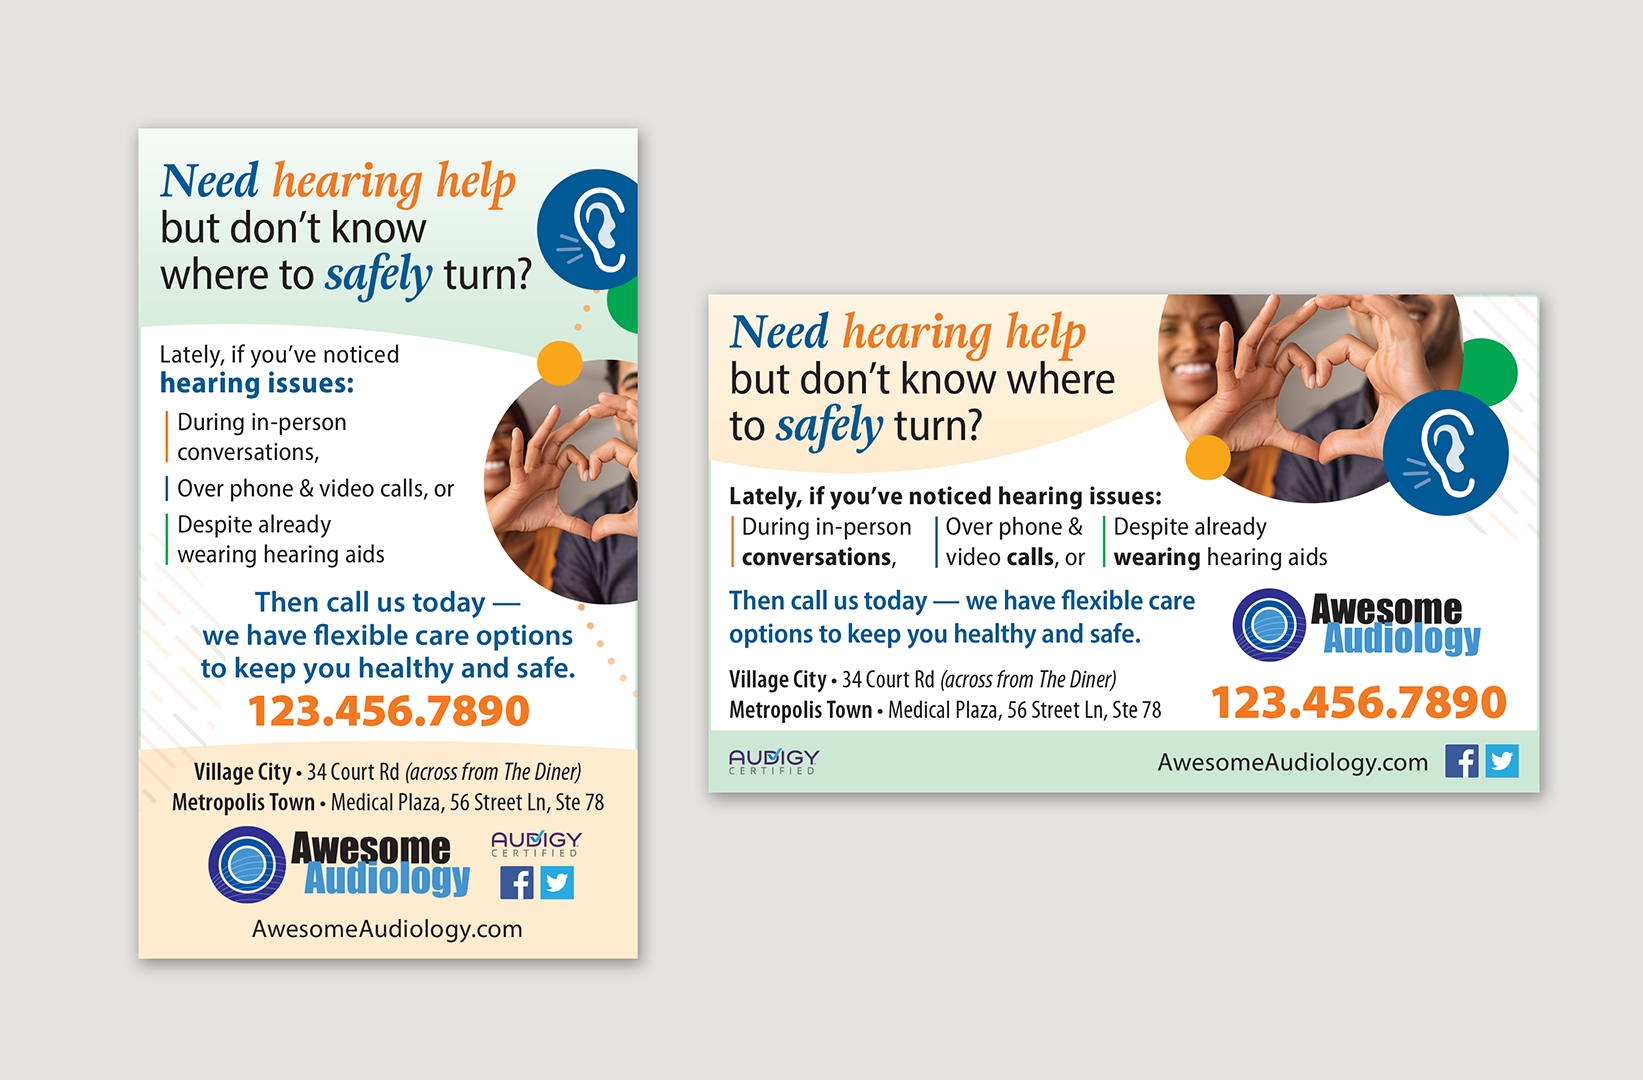 Need hearing help
but don't know
where to safely turn?
Lately, if you've noticed
hearing issues:
During in-person
conversations,
Over phone & video calls, or
Despite already
wearing hearing aids
Then call us today —
we have flexible care options
to keep you healthy and safe.
123.456.7890
Village City • 34 Court Rd (across from The Diner)
Metropolis Town • Medical Plaza, 56 Street Ln, Ste 78
Awesome
Audiology
AUDIGY
CERTIFIED
AwesomeAudiology.com
Need hearing help
but don't know where
to safely turn?
Lately, if you've noticed hearing issues:
During in-person
conversations,
Over phone &
video calls, or
Despite already
wearing hearing aids
Then call us today — we have flexible care
options to keep you healthy and safe.
Awesome
Audiology
Village City • 34 Court Rd (across from The Diner)
Metropolis Town • Medical Plaza, 56 Street Ln, Ste 78
123.456.7890
AUDIGY
CERTIFIED
AwesomeAudiology.com